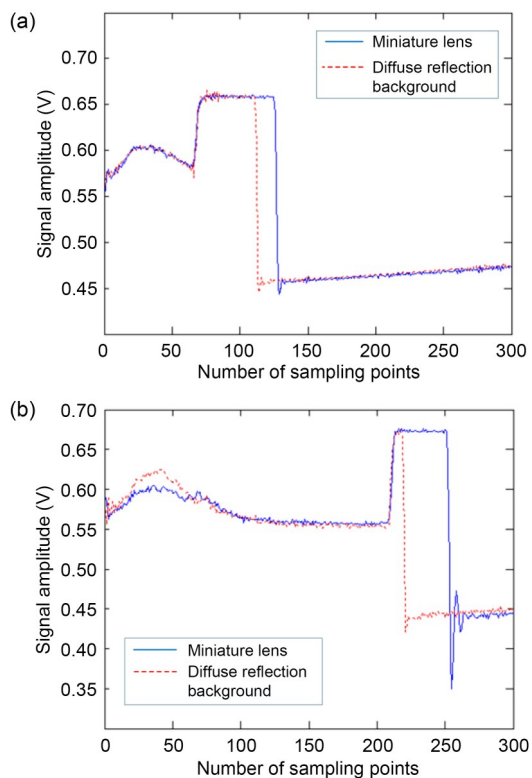 (a)
Miniature lens
Diffuse reflection
background
0.70
0.65
0.60
0.55
0.50
0.45
Signal amplitude (V)
0 50 100 150 200 250 300
Number of sampling points
(b)
0.70
0.65
0.60
0.55
0.50
0.45
0.40
0.35
Signal amplitude (V)
Miniature lens
Diffuse reflection
background
0 50 100 150 200 250 300
Number of sampling points